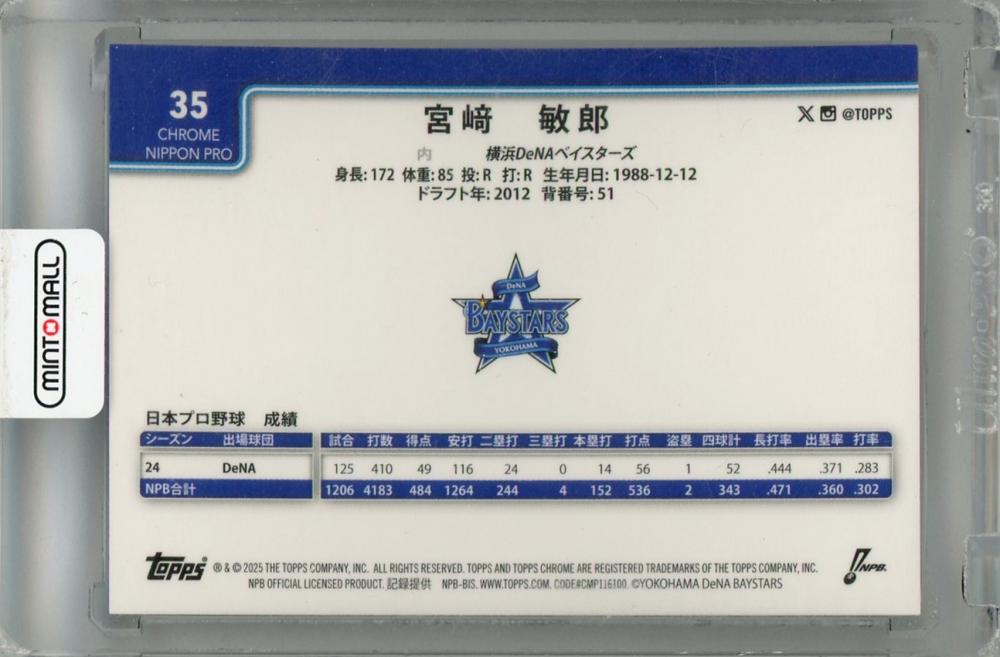 35
CHROME
NIPPON PRO
宮﨑 敏郎
@TOPPS
内 横浜DeNAベイスターズ
身長: 172 体重: 85 投: R 打: R 生年月日: 1988-12-12
ドラフト年: 2012 背番号: 51
DeNA
BAYSTARS
YOKOHAMA
MINTOMALL
日本プロ野球 成績
シーズン 出場球団 試合 打数 得点 安打 二塁打 三塁打 本塁打 打点 盗塁 四球計 長打率 出塁率 打率
24 DeNA 125 410 49 116 24 0 14 56 1 52 .444 .371 .283
NPB合計 1206 4183 484 1264 244 4 152 536 2 343 .471 .360 .302
topps ® & © 2025 THE TOPPS COMPANY, INC. ALL RIGHTS RESERVED. TOPPS AND TOPPS CHROME ARE REGISTERED TRADEMARKS OF THE TOPPS COMPANY, INC.
NPB OFFICIAL LICENSED PRODUCT. 記録提供 NPB-BIS. WWW.TOPPS.COM. CODE#CMP116100. ©YOKOHAMA DeNA BAYSTARS
NPB.